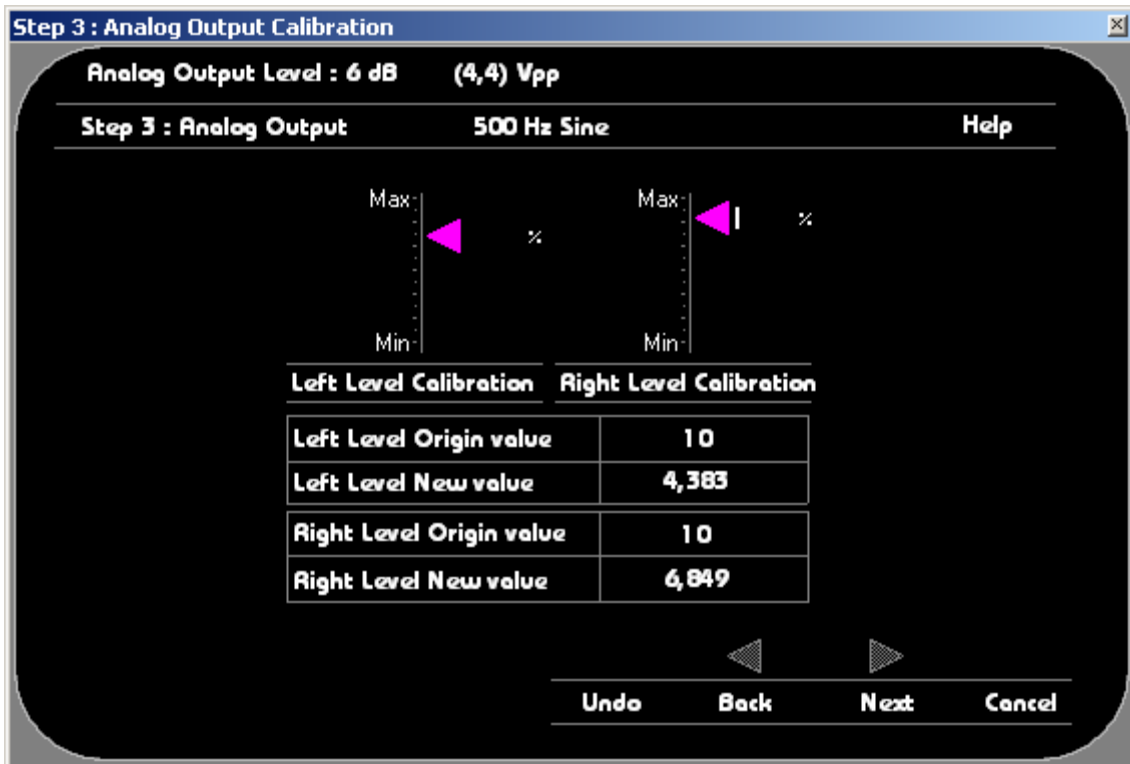 Step 3 : Analog Output Calibration
Analog Output Level : 6 dB (4,4) Vpp
Step 3 : Analog Output 500 Hz Sine Help
Max Max
% %
Min Min
Left Level Calibration Right Level Calibration
Left Level Origin value 10
Left Level New value 4,383
Right Level Origin value 10
Right Level New value 6,849
Undo Back Next Cancel